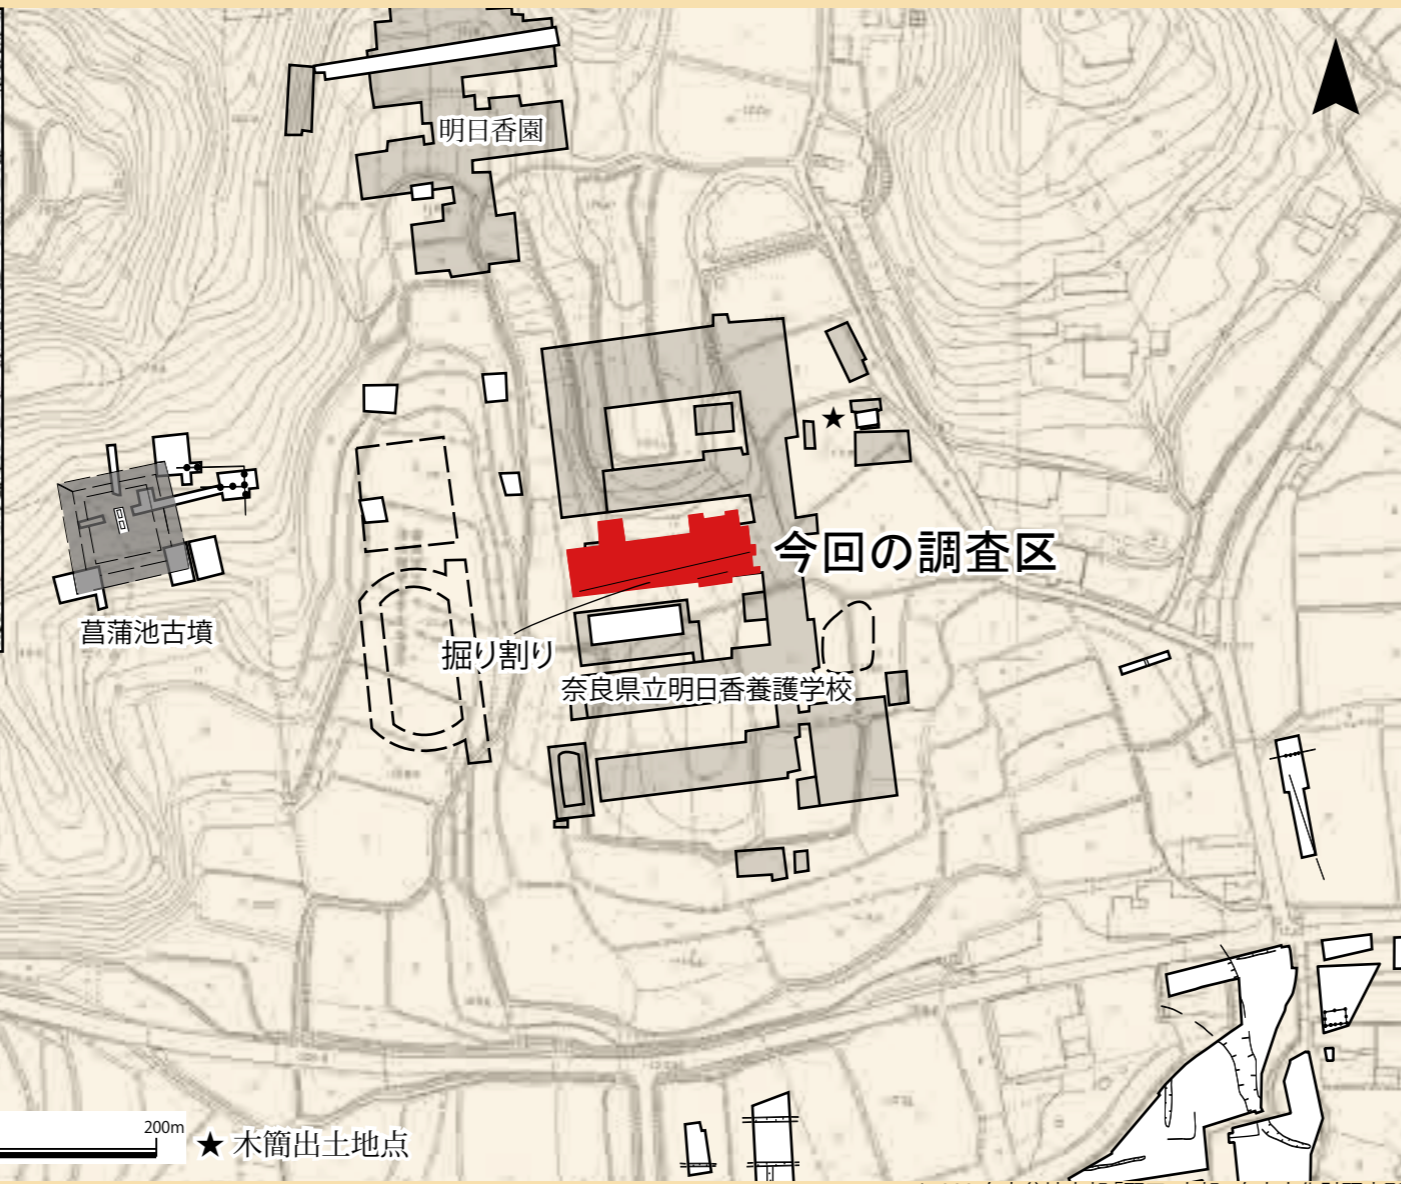 明日香園
今回の調査区
菖蒲池古墳
掘り割り
奈良県立明日香養護学校
200m
★ 木簡出土地点